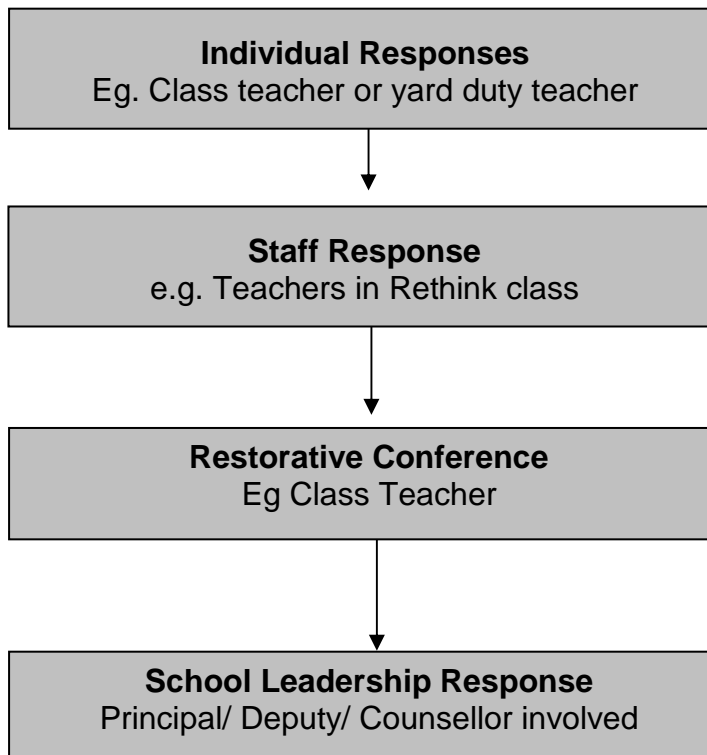 Individual Responses
Eg. Class teacher or yard duty teacher
Staff Response
e.g. Teachers in Rethink class
Restorative Conference
Eg Class Teacher
School Leadership Response
Principal/ Deputy/ Counsellor involved